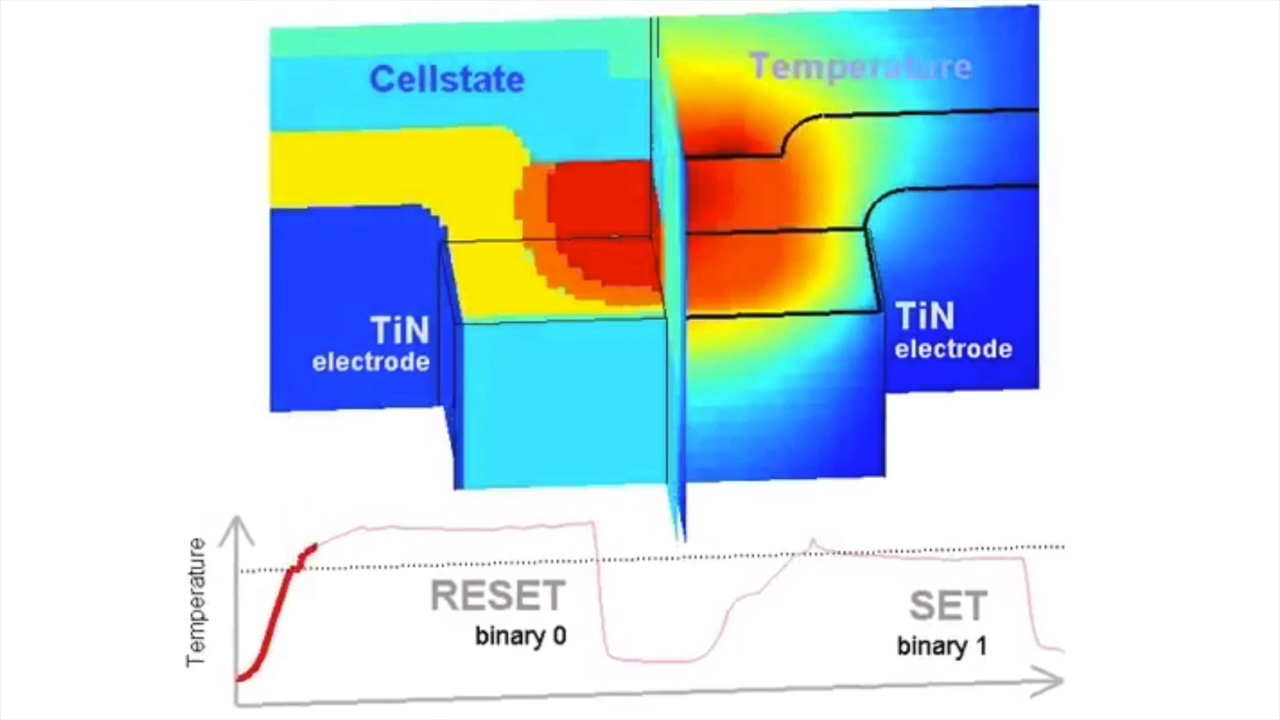 Cellstate
Temperature
TiN
electrode
TiN
electrode
Temperature
RESET
binary 0
SET
binary 1